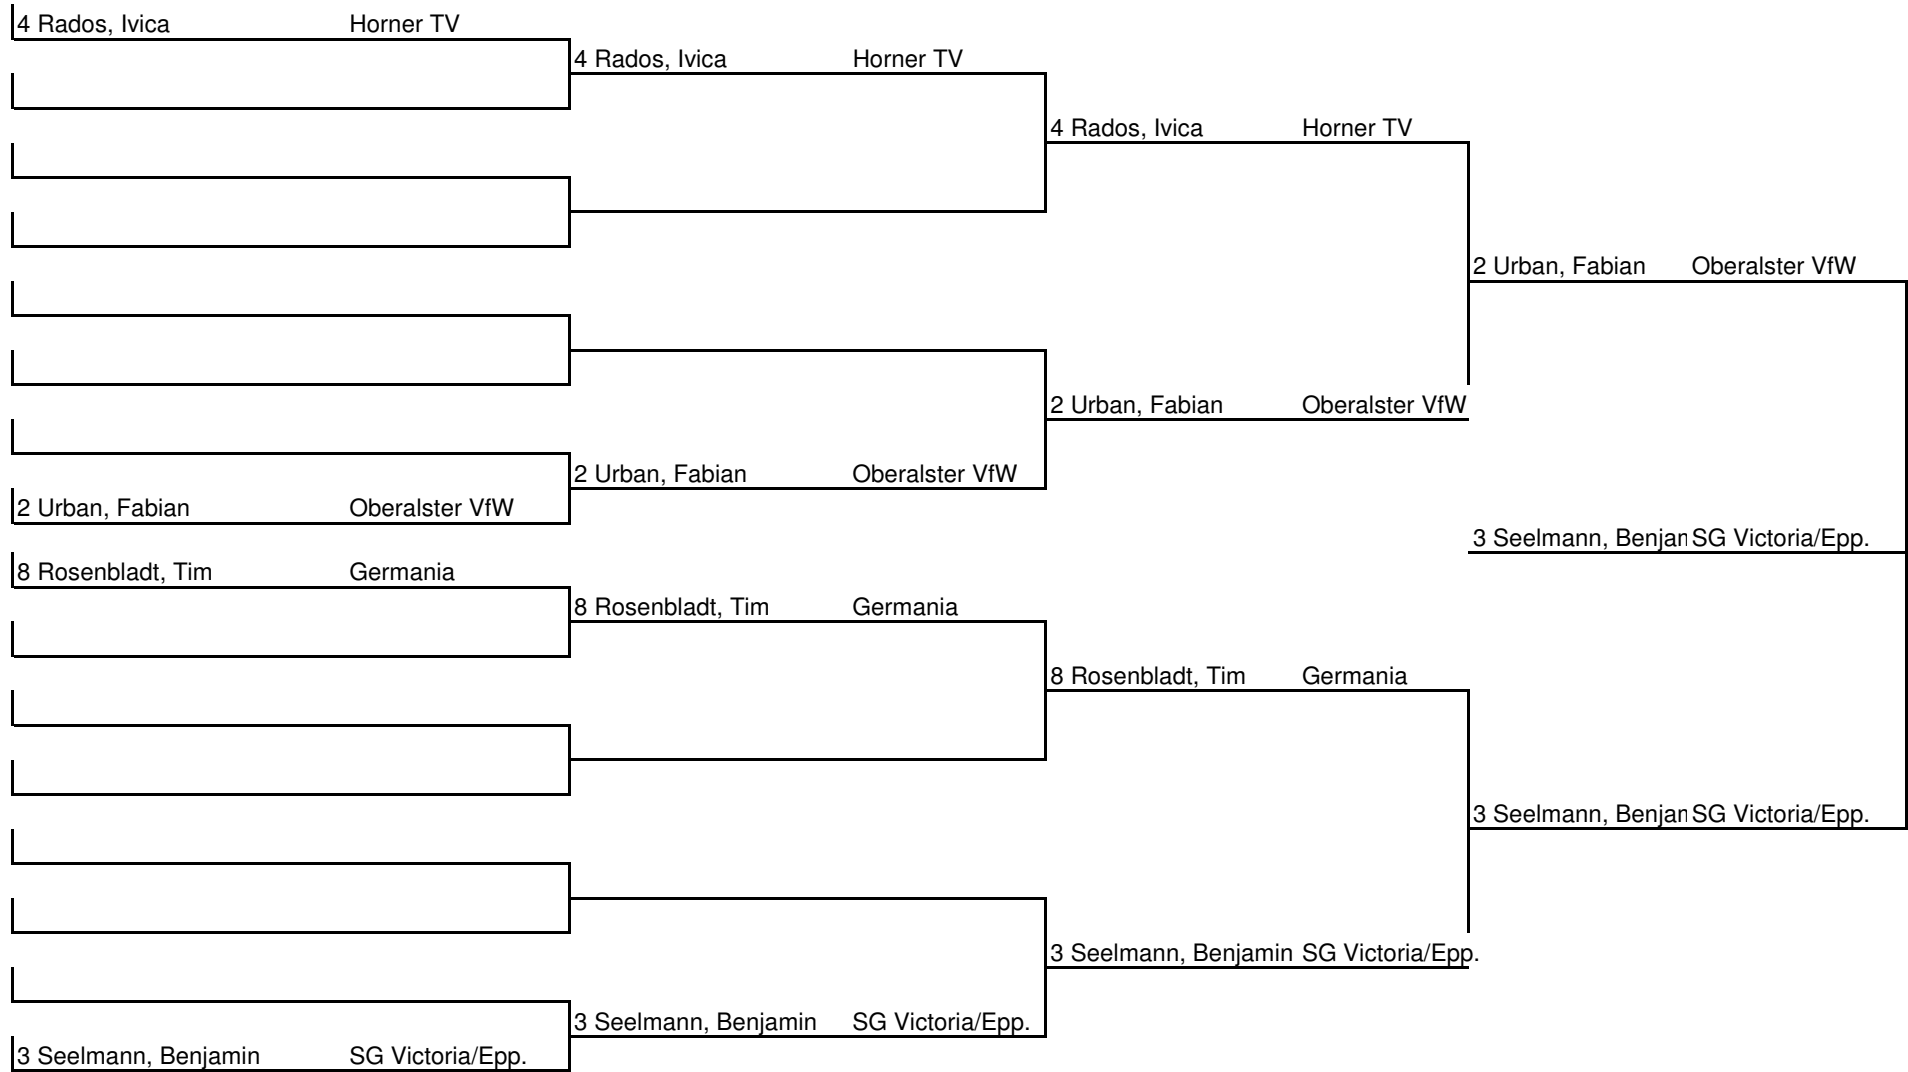 4 Rados, Ivica Horner TV
4 Rados, Ivica Horner TV
4 Rados, Ivica Horner TV
2 Urban, Fabian Oberalster VfW
2 Urban, Fabian Oberalster VfW
2 Urban, Fabian Oberalster VfW
2 Urban, Fabian Oberalster VfW
3 Seelmann, Benjan SG Victoria/Epp.
8 Rosenbladt, Tim Germania
8 Rosenbladt, Tim Germania
8 Rosenbladt, Tim Germania
3 Seelmann, Benjan SG Victoria/Epp.
3 Seelmann, Benjamin SG Victoria/Epp.
3 Seelmann, Benjamin SG Victoria/Epp.
3 Seelmann, Benjamin SG Victoria/Epp.